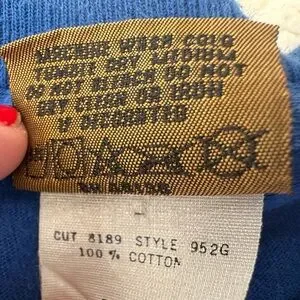 MACHINE WASH COLD
TUMBLE DRY MEDIUM
DO NOT BLEACH DO NOT
DRY CLEAN OR IRON
IF DECORATED
L
CUT 8189 STYLE 952G
100% COTTON